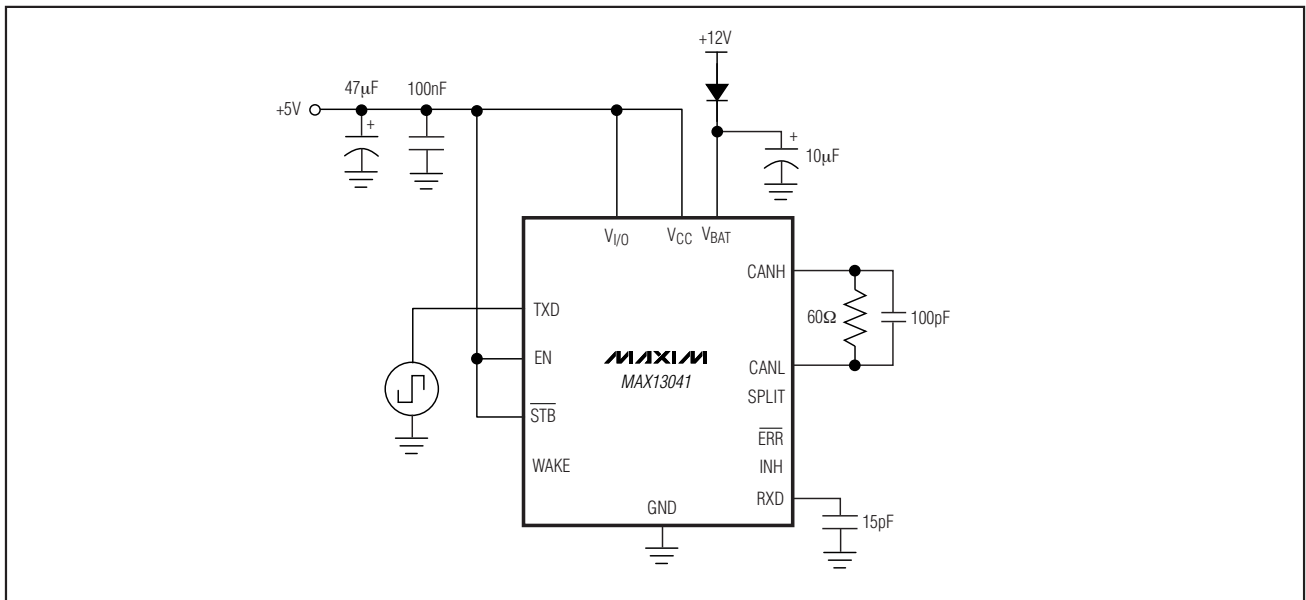 +12V
47µF 100nF
+5V
+
+
10µF
VI/O VCC VBAT
CANH
TXD
60Ω
100pF
EN
MAXIM
CANL
MAX13041
SPLIT
STB
ERR
WAKE
INH
RXD
GND
15pF